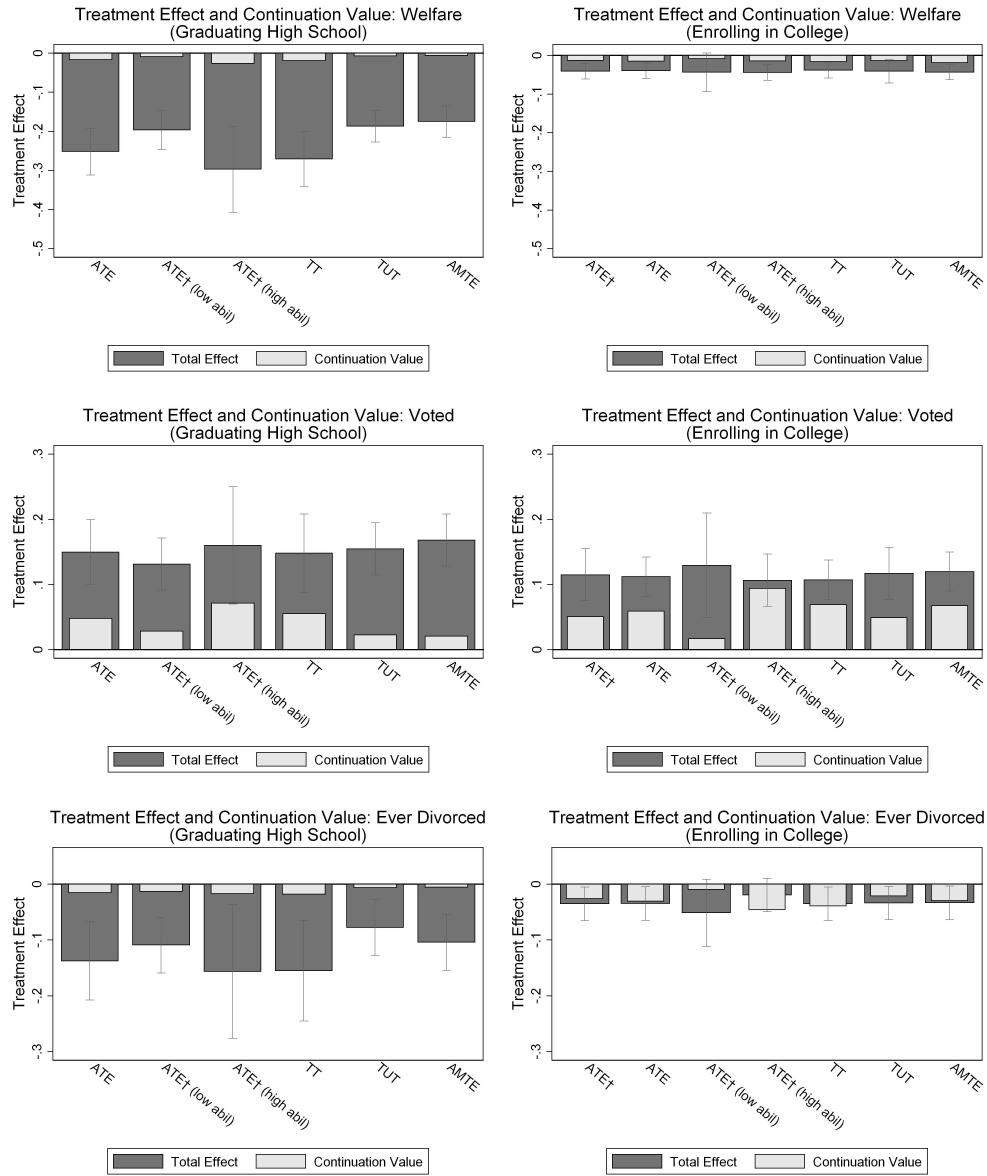 Treatment Effect and Continuation Value: Welfare
(Graduating High School)
Treatment Effect
0
-.1
-.2
-.3
-.4
-.5
ATE
ATE† (low abil)
ATE† (high abil)
TT
TUT
AMTE
Total Effect
Continuation Value
Treatment Effect and Continuation Value: Welfare
(Enrolling in College)
Treatment Effect
0
-.1
-.2
-.3
-.4
-.5
ATE†
ATE
ATE† (low abil)
ATE† (high abil)
TT
TUT
AMTE
Total Effect
Continuation Value
Treatment Effect and Continuation Value: Voted
(Graduating High School)
Treatment Effect
.3
.2
.1
0
ATE
ATE† (low abil)
ATE† (high abil)
TT
TUT
AMTE
Total Effect
Continuation Value
Treatment Effect and Continuation Value: Voted
(Enrolling in College)
Treatment Effect
.3
.2
.1
0
ATE†
ATE
ATE† (low abil)
ATE† (high abil)
TT
TUT
AMTE
Total Effect
Continuation Value
Treatment Effect and Continuation Value: Ever Divorced
(Graduating High School)
Treatment Effect
0
-.1
-.2
-.3
ATE
ATE† (low abil)
ATE† (high abil)
TT
TUT
AMTE
Total Effect
Continuation Value
Treatment Effect and Continuation Value: Ever Divorced
(Enrolling in College)
Treatment Effect
0
-.1
-.2
-.3
ATE†
ATE
ATE† (low abil)
ATE† (high abil)
TT
TUT
AMTE
Total Effect
Continuation Value